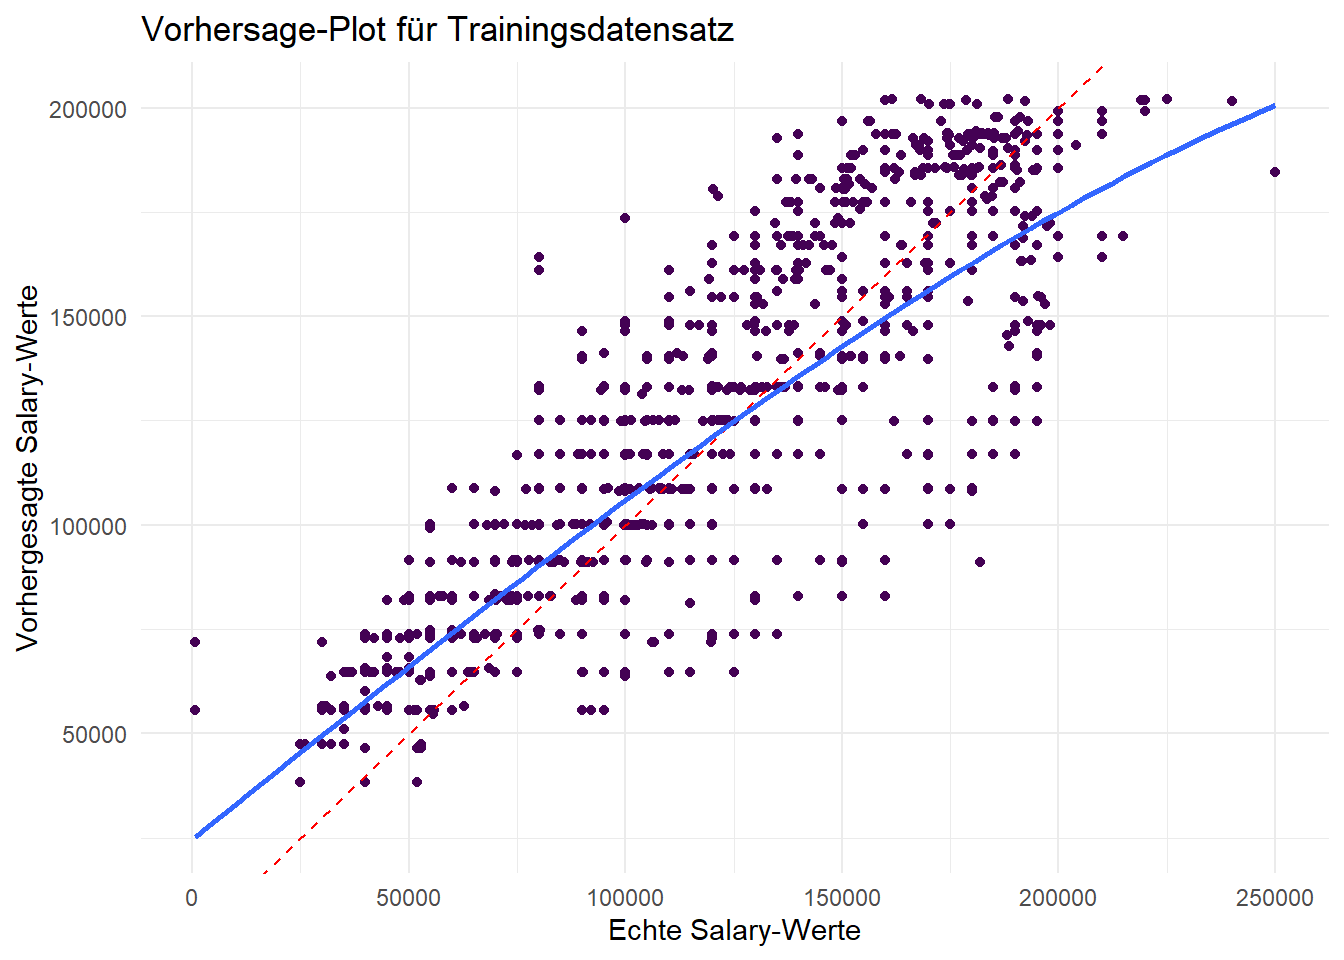 Vorhersage-Plot für Trainingsdatensatz
Vorhergesagte Salary-Werte
200000
150000
100000
50000
0 50000 100000 150000 200000 250000
Echte Salary-Werte